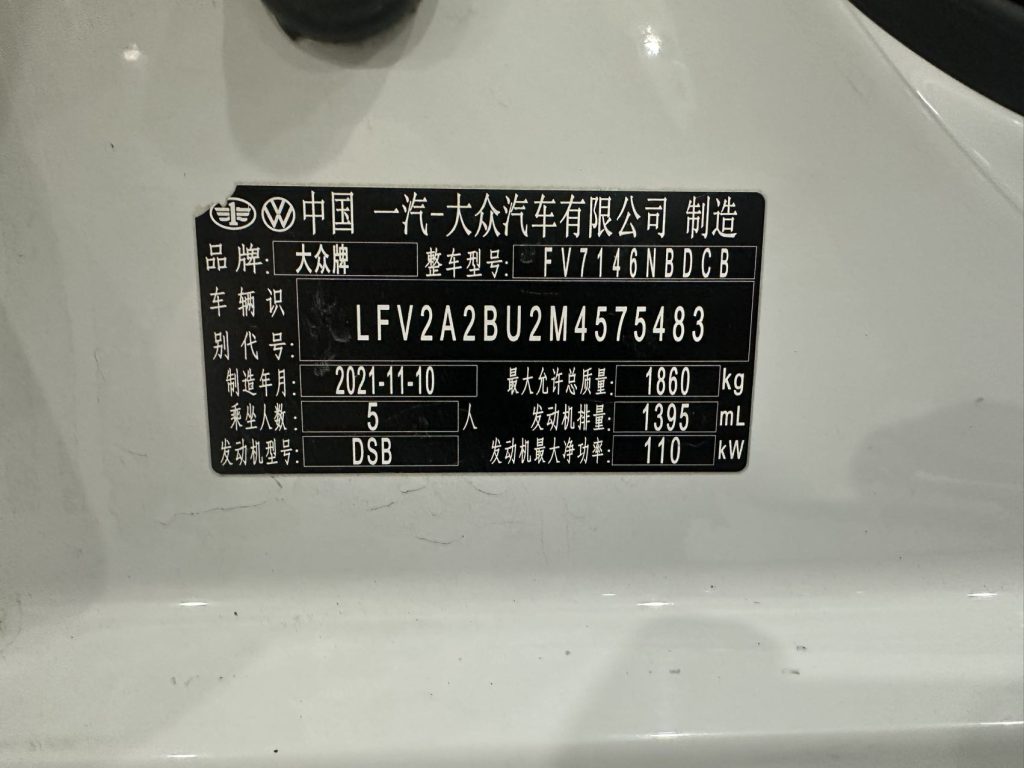 中国 一汽-大众汽车有限公司 制造
品牌: 大众牌 整车型号: FV7146NBDCB
车辆识
别代号: LFV2A2BU2M4575483
制造年月: 2021-11-10 最大允许总质量: 1860 kg
乘坐人数: 5 人 发动机排量: 1395 mL
发动机型号: DSB 发动机最大净功率: 110 kW